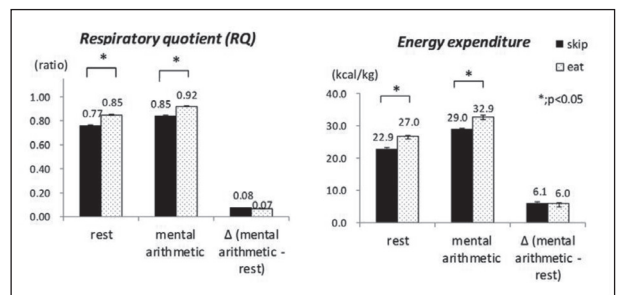 Respiratory quotient (RQ)
(ratio)
*
*
1.00
0.80
0.60
0.40
0.20
0.00
0.77
0.85
0.85
0.92
0.08
0.07
rest
mental
arithmetic
Δ (mental
arithmetic -
rest)
Energy expenditure
skip
eat
*;p<0.05
(kcal/kg)
*
*
40.0
30.0
20.0
10.0
0.0
22.9
27.0
29.0
32.9
6.1
6.0
rest
mental
arithmetic
Δ (mental
arithmetic -
rest)